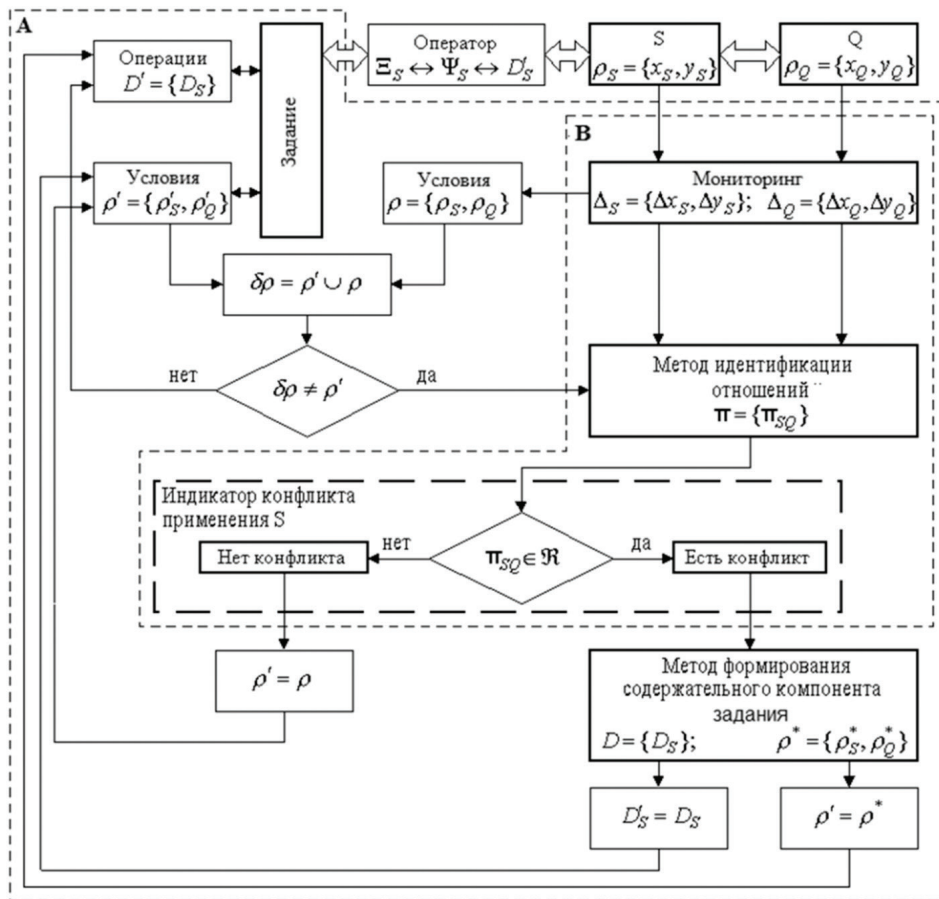 A
Операции
D′ = {D_S}
Задание
Оператор
Ξ_S ↔ Ψ_S ↔ D′_S
S
ρ_S = {x_S, y_S}
Q
ρ_Q = {x_Q, y_Q}
B
Условия
ρ′ = {ρ′_S, ρ′_Q}
Условия
ρ = {ρ_S, ρ_Q}
Мониторинг
Δ_S = {Δx_S, Δy_S}; Δ_Q = {Δx_Q, Δy_Q}
δρ = ρ′ ∪ ρ
нет
δρ ≠ ρ′
да
Метод идентификации
отношений¨
π = {π_SQ}
Индикатор конфликта
применения S
Нет конфликта
нет
π_SQ ∈ ℜ
да
Есть конфликт
ρ′ = ρ
Метод формирования
содержательного компонента
задания
D = {D_S}; ρ* = {ρ*_S, ρ*_Q}
D′_S = D_S
ρ′ = ρ*